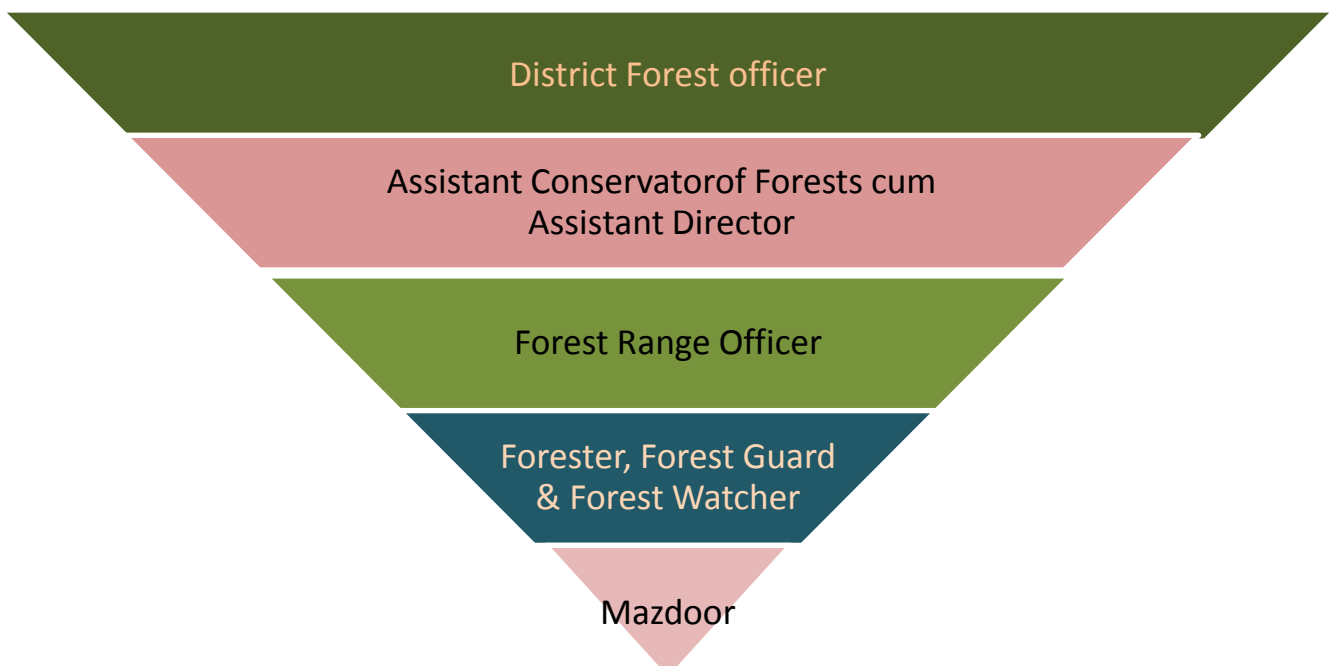 District Forest officer
Assistant Conservatorof Forests cum
Assistant Director
Forest Range Officer
Forester, Forest Guard
& Forest Watcher
Mazdoor